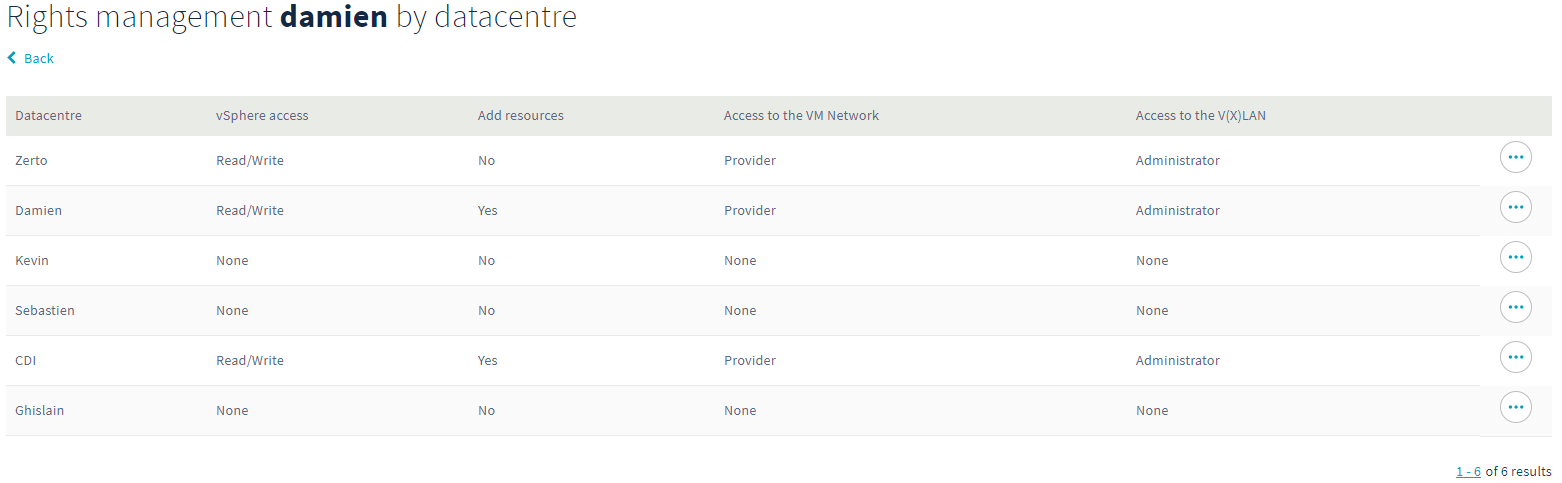 Rights management damien by datacentre
Back
Datacentre vSphere access Add resources Access to the VM Network Access to the V(X)LAN
Zerto Read/Write No Provider Administrator
Damien Read/Write Yes Provider Administrator
Kevin None No None None
Sebastien None No None None
CDI Read/Write Yes Provider Administrator
Ghislain None No None None
1 - 6 of 6 results